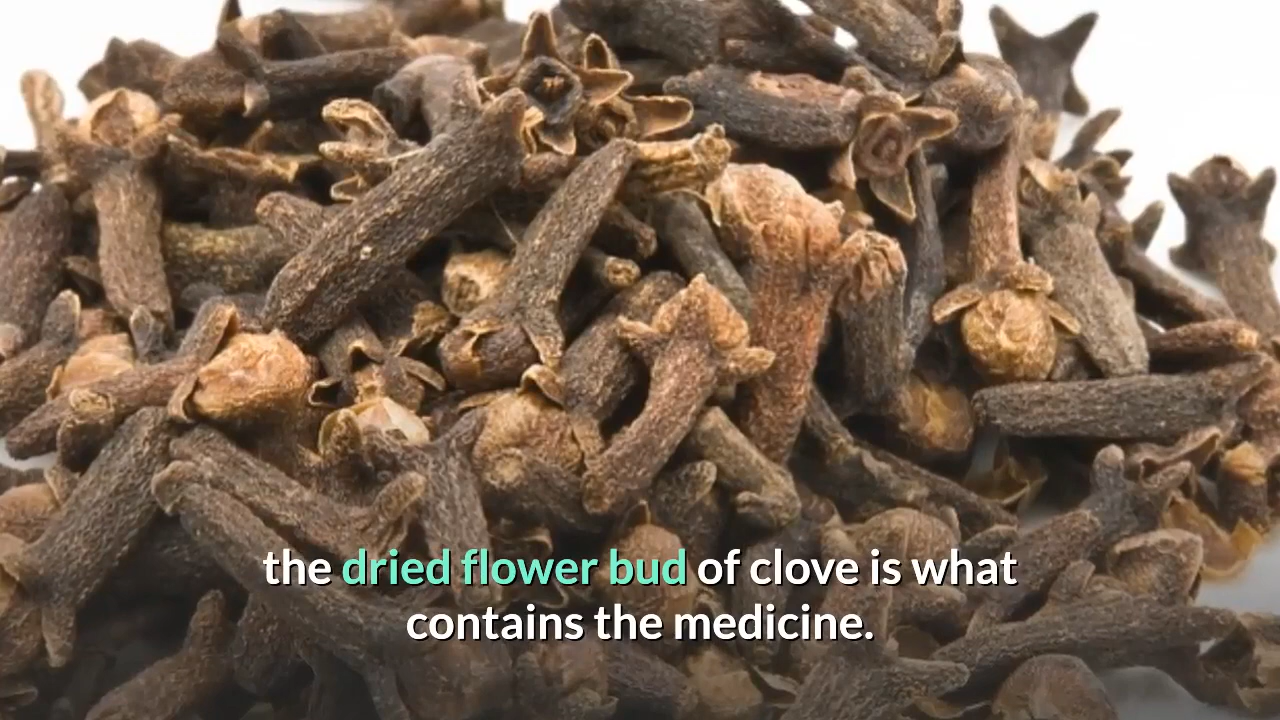 the dried flower bud of clove is what
contains the medicine.